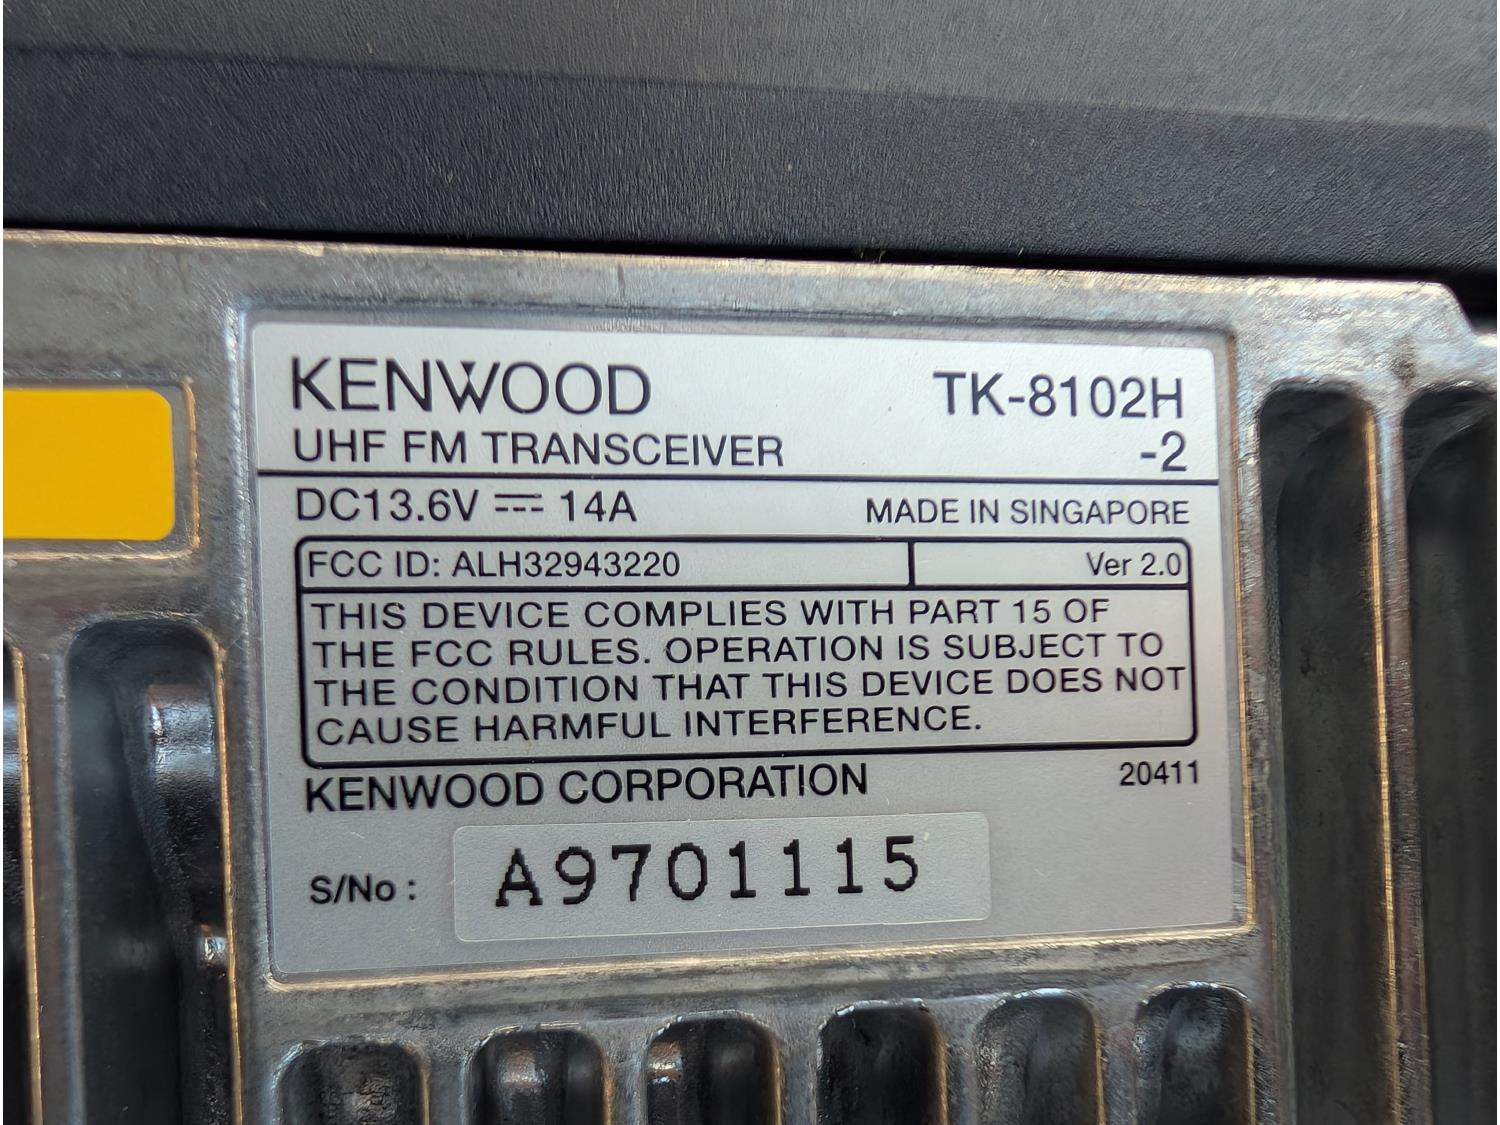 KENWOOD TK-8102H
UHF FM TRANSCEIVER -2
DC13.6V ⎓ 14A MADE IN SINGAPORE
FCC ID: ALH32943220 Ver 2.0
THIS DEVICE COMPLIES WITH PART 15 OF
THE FCC RULES. OPERATION IS SUBJECT TO
THE CONDITION THAT THIS DEVICE DOES NOT
CAUSE HARMFUL INTERFERENCE.
KENWOOD CORPORATION 20411
S/No : A9701115